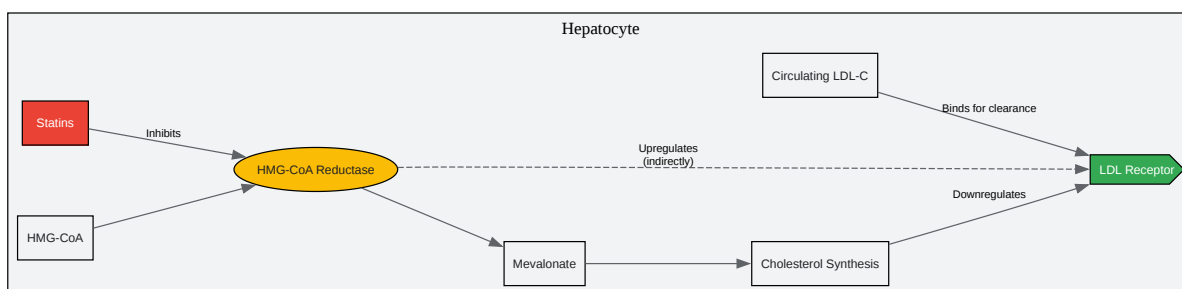 Hepatocyte
Circulating LDL-C
Binds for clearance
Statins
Inhibits
Upregulates
(indirectly)
HMG-CoA Reductase
LDL Receptor
Downregulates
HMG-CoA
Mevalonate
Cholesterol Synthesis